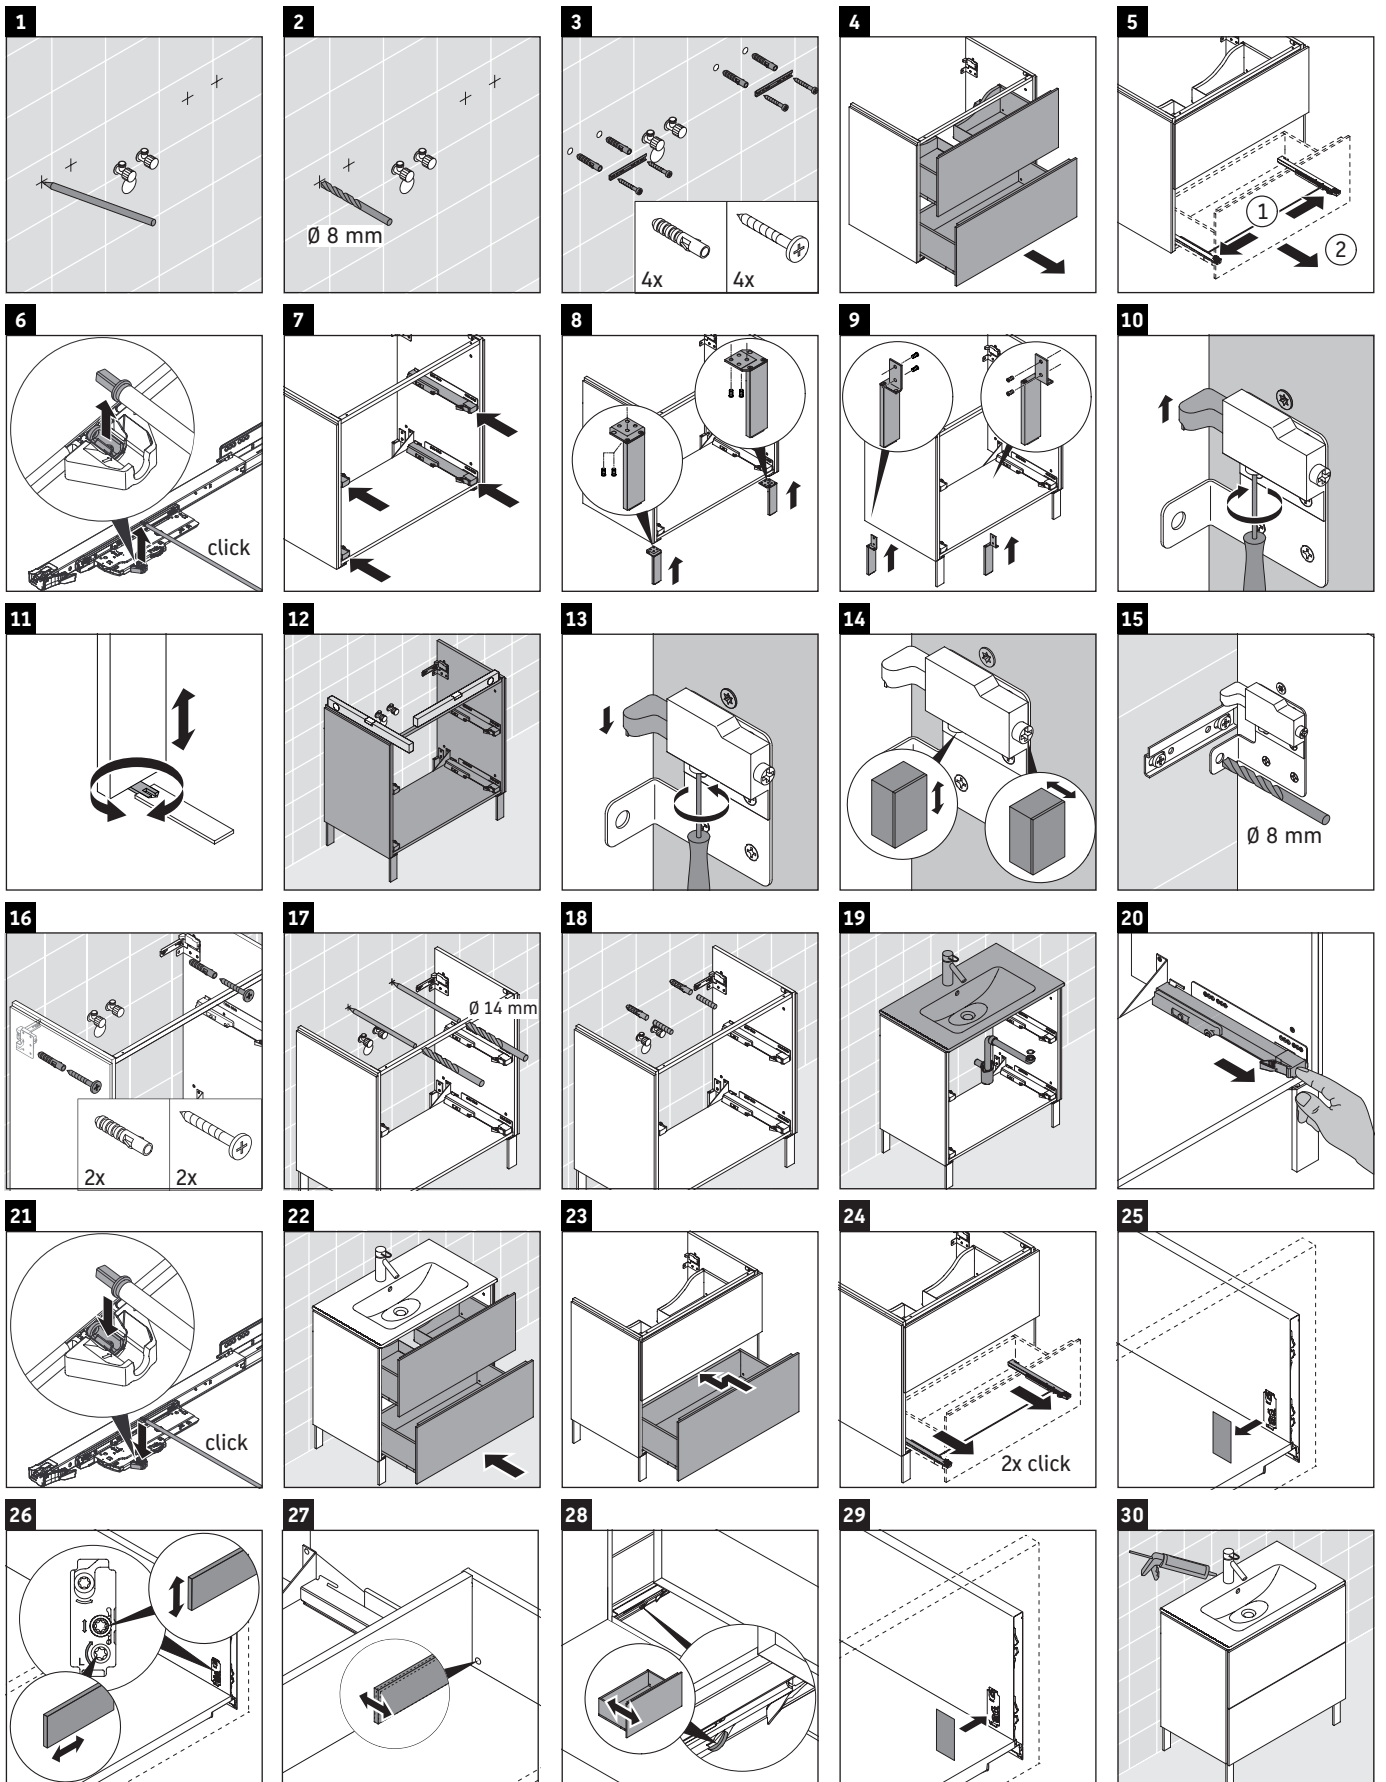 1 2 3 4 5
Ø 8 mm
4x 4x
1
2
6 7 8 9 10
click
11 12 13 14 15
Ø 8 mm
16 17 18 19 20
Ø 14 mm
2x 2x
21 22 23 24 25
click
2x click
26 27 28 29 30